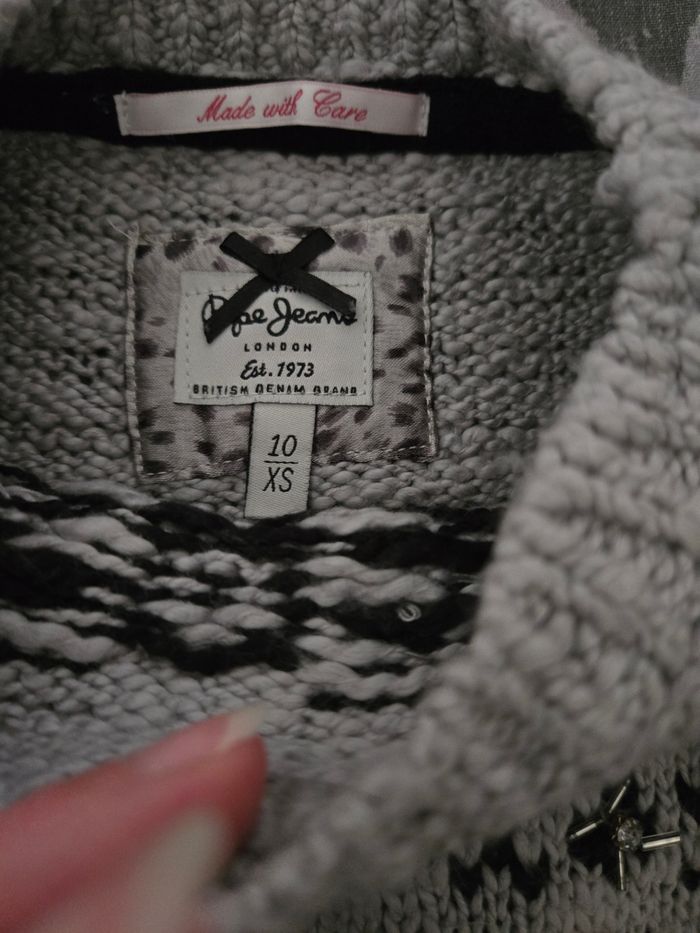 Made with Care
Pepe Jeans
LONDON
Est. 1973
BRITISH DENIM BRAND
10
XS